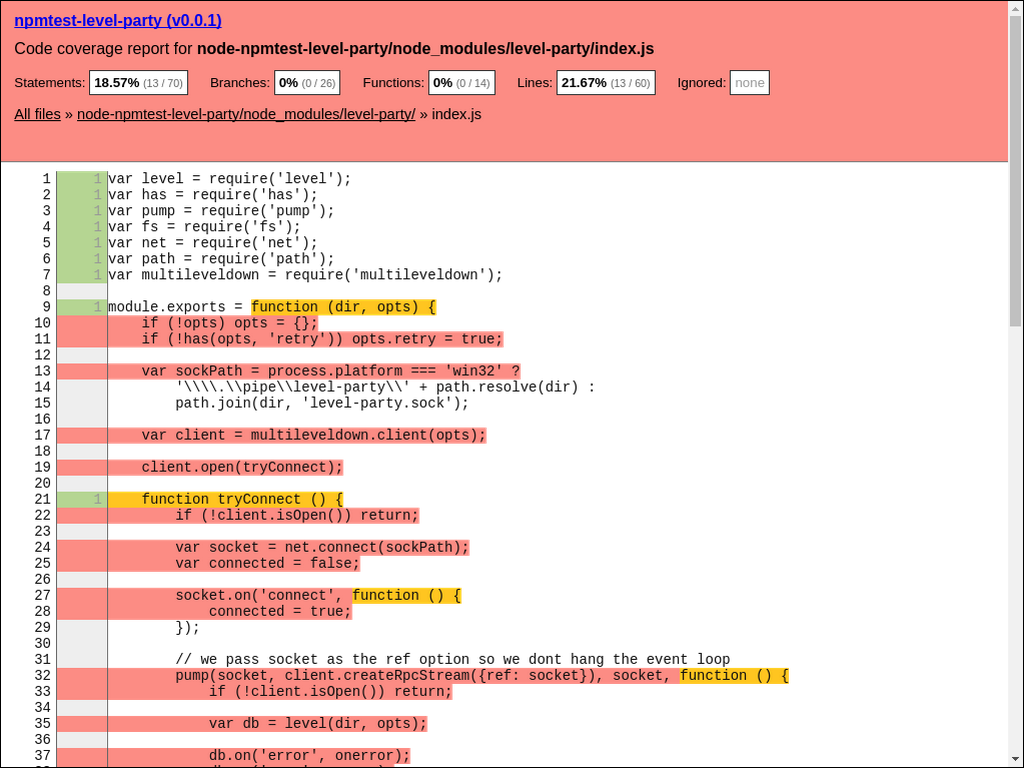 npmtest-level-party (v0.0.1)
Code coverage report for node-npmtest-level-party/node_modules/level-party/index.js
Statements: 18.57% (13 / 70) Branches: 0% (0 / 26) Functions: 0% (0 / 14) Lines: 21.67% (13 / 60) Ignored: none
All files » node-npmtest-level-party/node_modules/level-party/ » index.js
1 1 var level = require('level');
2 1 var has = require('has');
3 1 var pump = require('pump');
4 1 var fs = require('fs');
5 1 var net = require('net');
6 1 var path = require('path');
7 1 var multileveldown = require('multileveldown');
8
9 1 module.exports = function (dir, opts) {
10     if (!opts) opts = {};
11     if (!has(opts, 'retry')) opts.retry = true;
12
13     var sockPath = process.platform === 'win32' ?
14         '\\\\.\\pipe\\level-party\\' + path.resolve(dir) :
15         path.join(dir, 'level-party.sock');
16
17     var client = multileveldown.client(opts);
18
19     client.open(tryConnect);
20
21 1     function tryConnect () {
22         if (!client.isOpen()) return;
23
24         var socket = net.connect(sockPath);
25         var connected = false;
26
27         socket.on('connect', function () {
28             connected = true;
29         });
30
31         // we pass socket as the ref option so we dont hang the event loop
32         pump(socket, client.createRpcStream({ref: socket}), socket, function () {
33             if (!client.isOpen()) return;
34
35             var db = level(dir, opts);
36
37             db.on('error', onerror);